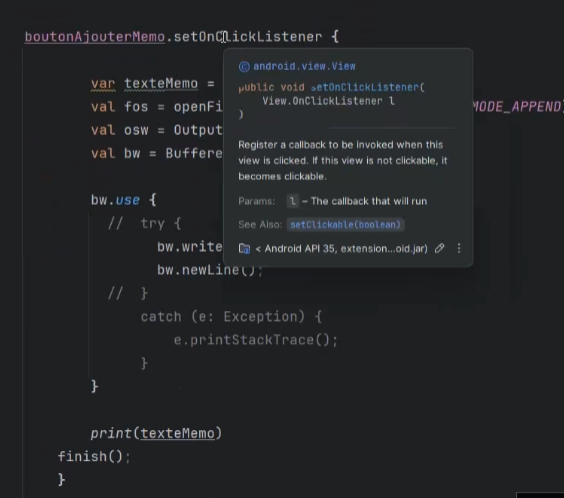 boutonAjouterMemo.setOnClickListener {
android.view.View
public void setOnClickListener(
View.OnClickListener l
)
Register a callback to be invoked when this
view is clicked. If this view is not clickable, it
becomes clickable.
Params: l – The callback that will run
See Also: setClickable(boolean)
< Android API 35, extension...oid.jar)
var texteMemo =
val fos = openFi MODE_APPEND)
val osw = Output
val bw = Buffere
bw.use {
// try {
bw.write
bw.newLine();
// }
catch (e: Exception) {
e.printStackTrace();
}
}
print(texteMemo)
finish();
}